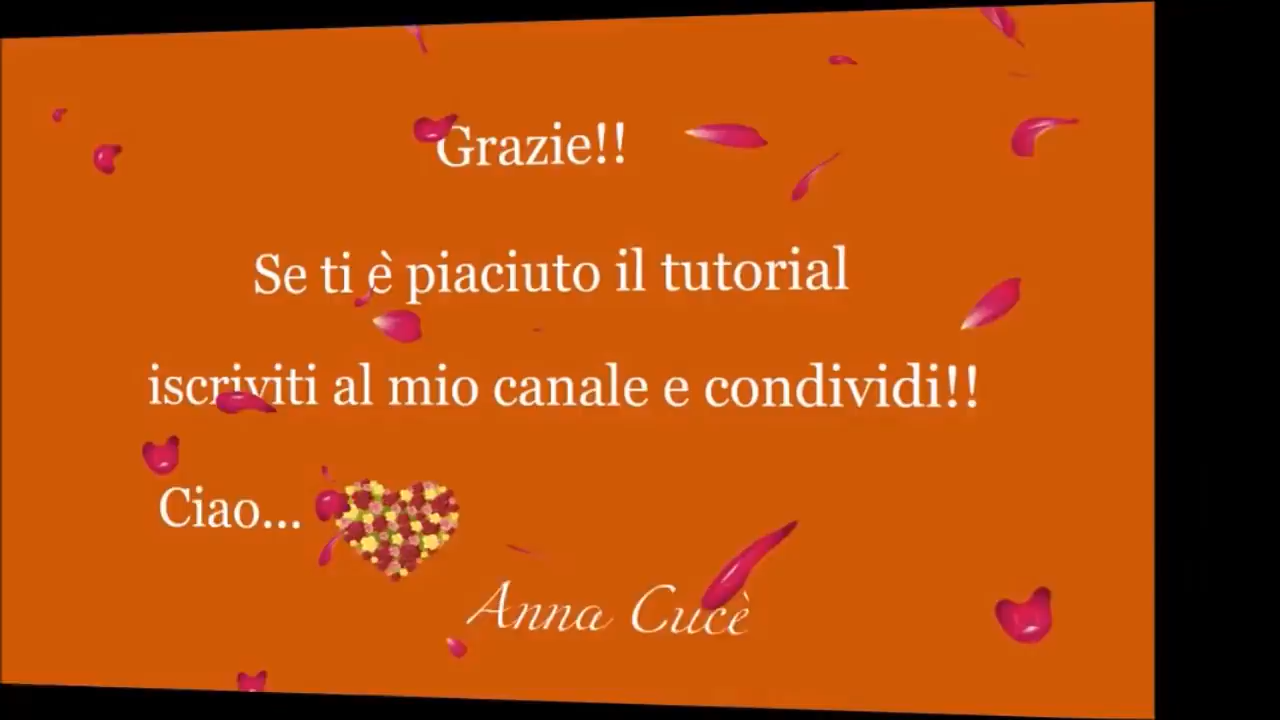 Grazie!!
Se ti è piaciuto il tutorial
iscriviti al mio canale e condividi!!
Ciao...
Anna Cucè